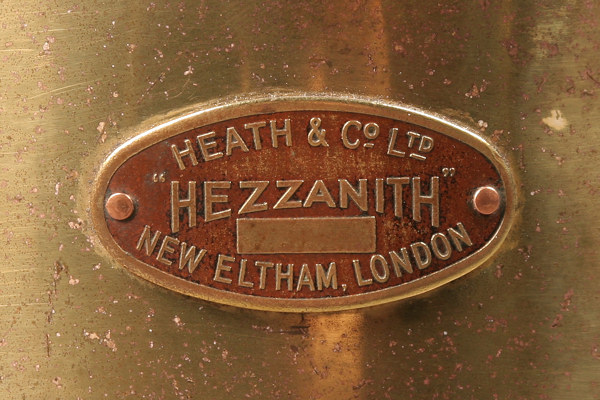 HEATH & Co LTD
"HEZZANITH"
NEW ELTHAM, LONDON